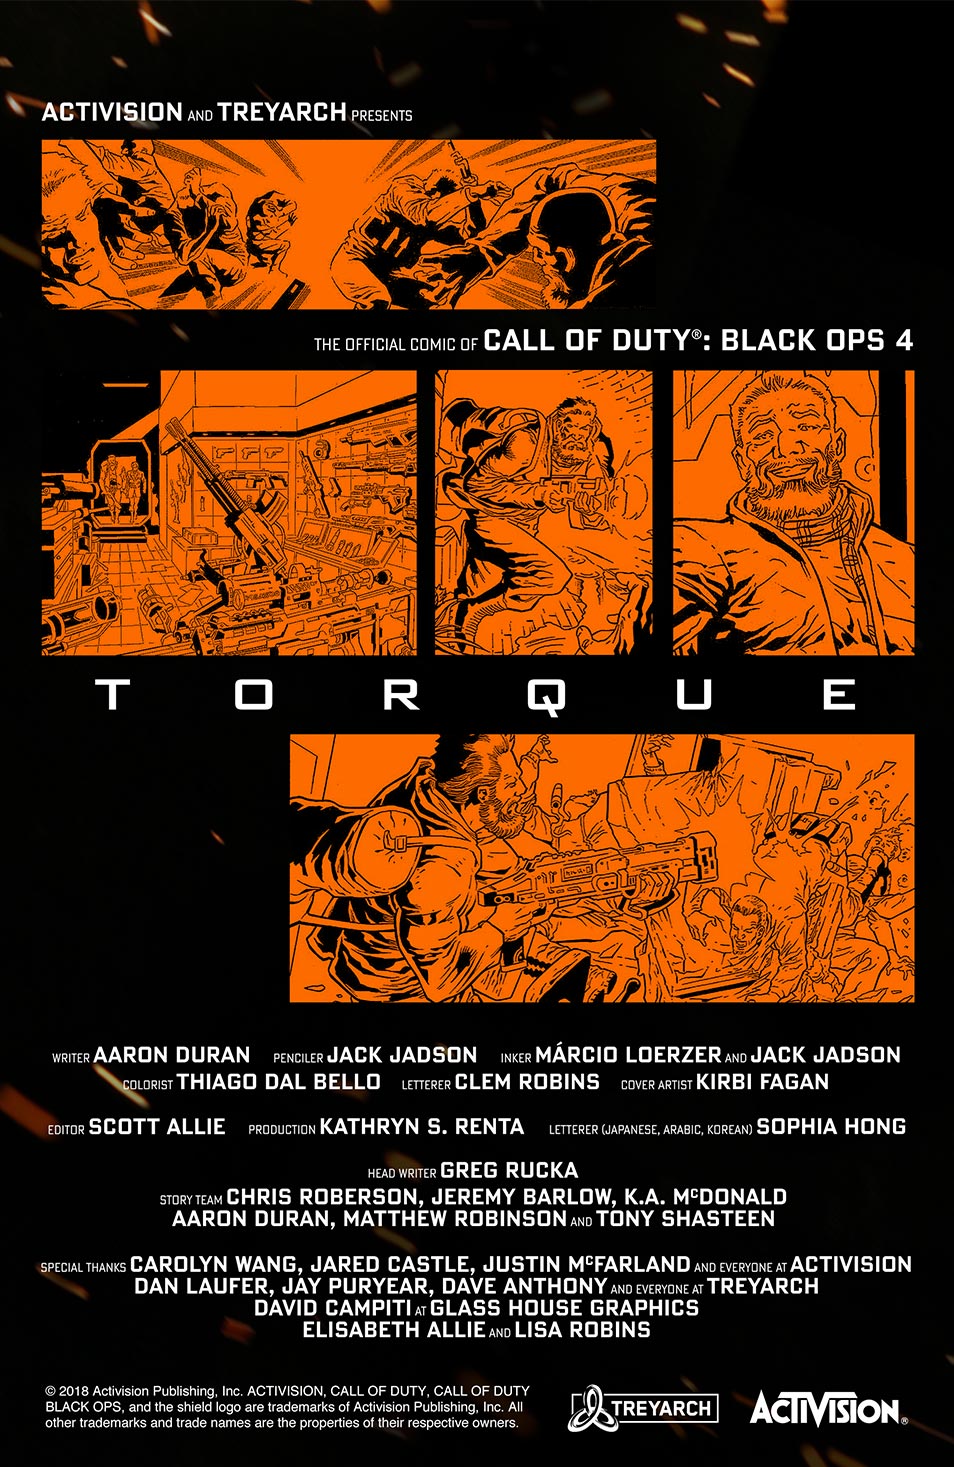 ACTIVISION AND TREYARCH PRESENTS
THE OFFICIAL COMIC OF CALL OF DUTY®: BLACK OPS 4
TORQUE
WRITER AARON DURAN PENCILER JACK JADSON INKER MÁRCIO LOERZER AND JACK JADSON
COLORIST THIAGO DAL BELLO LETTERER CLEM ROBINS COVER ARTIST KIRBI FAGAN
EDITOR SCOTT ALLIE PRODUCTION KATHRYN S. RENTA LETTERER (JAPANESE, ARABIC, KOREAN) SOPHIA HONG
HEAD WRITER GREG RUCKA
STORY TEAM CHRIS ROBERSON, JEREMY BARLOW, K.A. McDONALD
AARON DURAN, MATTHEW ROBINSON AND TONY SHASTEEN
SPECIAL THANKS CAROLYN WANG, JARED CASTLE, JUSTIN McFARLAND AND EVERYONE AT ACTIVISION
DAN LAUFER, JAY PURYEAR, DAVE ANTHONY AND EVERYONE AT TREYARCH
DAVID CAMPITI AT GLASS HOUSE GRAPHICS
ELISABETH ALLIE AND LISA ROBINS
© 2018 Activision Publishing, Inc. ACTIVISION, CALL OF DUTY, CALL OF DUTY
BLACK OPS, and the shield logo are trademarks of Activision Publishing, Inc. All
other trademarks and trade names are the properties of their respective owners.
TREYARCH
ACTIVISION®